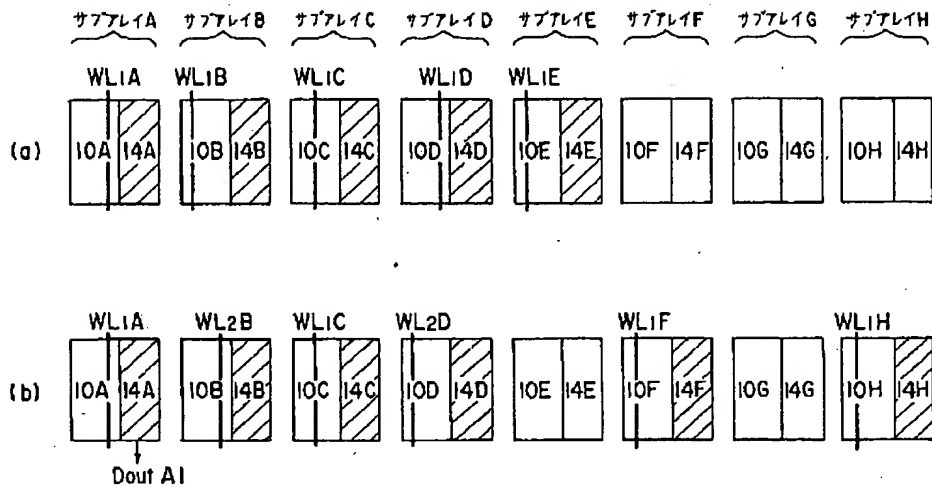 サブアレイA サブアレイB サブアレイC サブアレイD サブアレイE サブアレイF サブアレイG サブアレイH
WL1A WL1B WL1C WL1D WL1E
(a) 10A 14A 10B 14B 10C 14C 10D 14D 10E 14E 10F 14F 10G 14G 10H 14H
WL1A WL2B WL1C WL2D WL1F WL1H
(b) 10A 14A 10B 14B 10C 14C 10D 14D 10E 14E 10F 14F 10G 14G 10H 14H
Dout A1